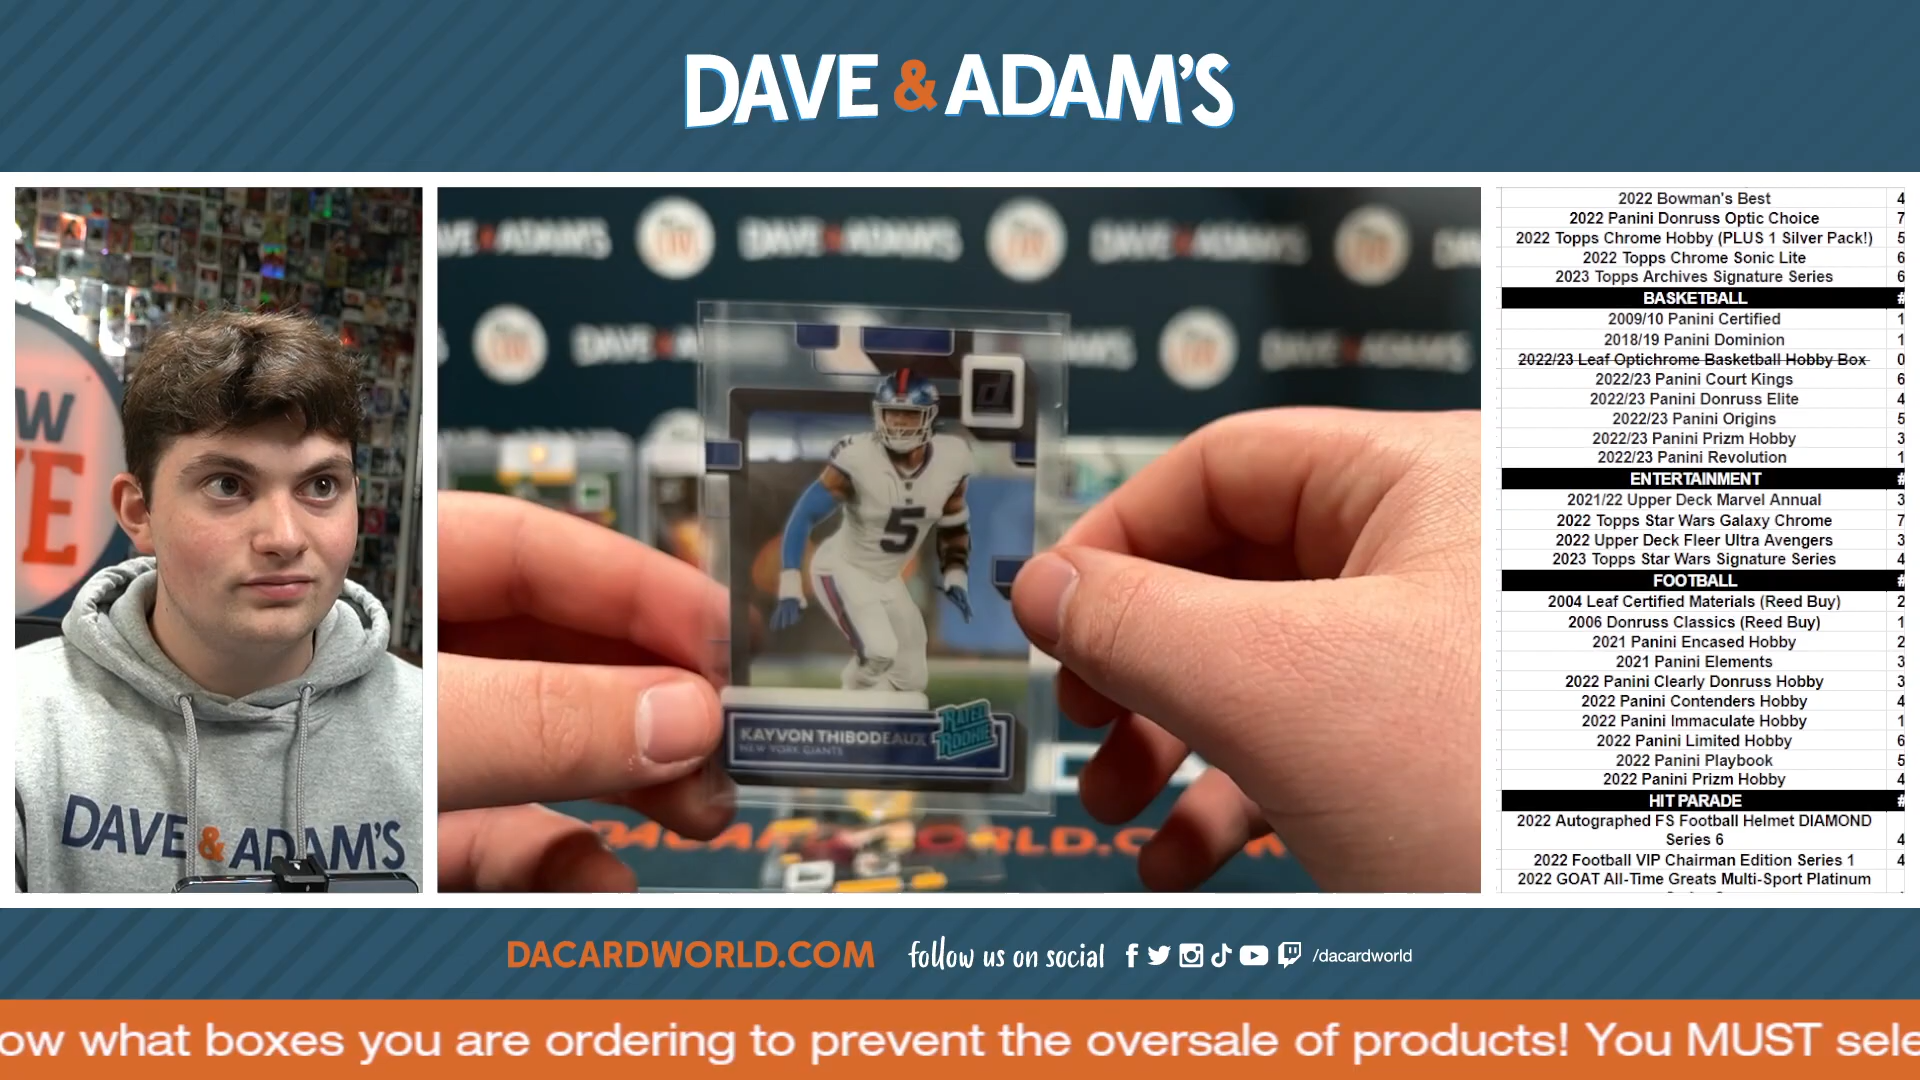 DAVE & ADAM'S
DAVE & ADAM'S
5
KAYVON THIBODEAUX
NEW YORK GIANTS
RATED
ROOKIE
2022 Bowman's Best 4
2022 Panini Donruss Optic Choice 7
2022 Topps Chrome Hobby (PLUS 1 Silver Pack!) 5
2022 Topps Chrome Sonic Lite 6
2023 Topps Archives Signature Series 6
BASKETBALL #
2009/10 Panini Certified 1
2018/19 Panini Dominion 1
2022/23 Leaf Optichrome Basketball Hobby Box 0
2022/23 Panini Court Kings 6
2022/23 Panini Donruss Elite 4
2022/23 Panini Origins 5
2022/23 Panini Prizm Hobby 3
2022/23 Panini Revolution 1
ENTERTAINMENT #
2021/22 Upper Deck Marvel Annual 3
2022 Topps Star Wars Galaxy Chrome 7
2022 Upper Deck Fleer Ultra Avengers 3
2023 Topps Star Wars Signature Series 4
FOOTBALL #
2004 Leaf Certified Materials (Reed Buy) 2
2006 Donruss Classics (Reed Buy) 1
2021 Panini Encased Hobby 2
2021 Panini Elements 3
2022 Panini Clearly Donruss Hobby 3
2022 Panini Contenders Hobby 4
2022 Panini Immaculate Hobby 1
2022 Panini Limited Hobby 6
2022 Panini Playbook 5
2022 Panini Prizm Hobby 4
HIT PARADE #
2022 Autographed FS Football Helmet DIAMOND
Series 6 4
2022 Football VIP Chairman Edition Series 1 4
2022 GOAT All-Time Greats Multi-Sport Platinum
DACARDWORLD.COM follow us on social /dacardworld
ow what boxes you are ordering to prevent the oversale of products! You MUST sele